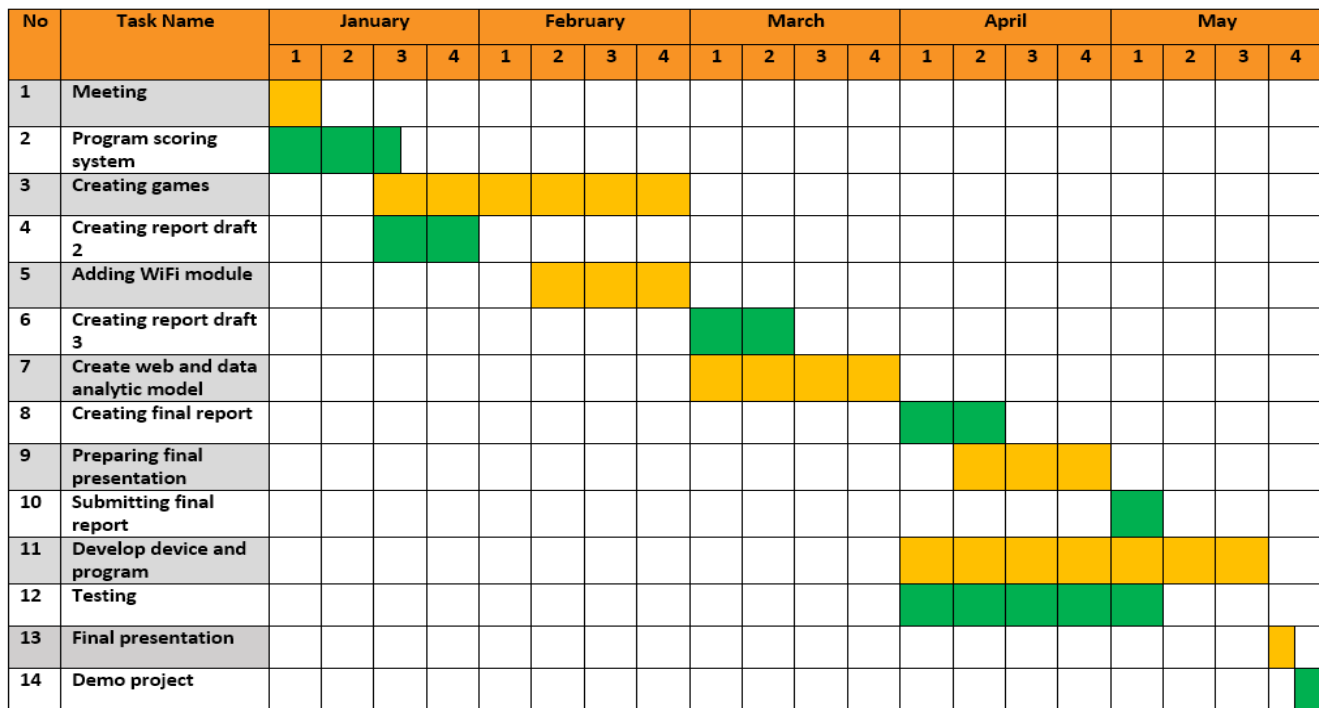 No Task Name January February March April May
1 2 3 4 1 2 3 4 1 2 3 4 1 2 3 4 1 2 3 4
1 Meeting
2 Program scoring
system
3 Creating games
4 Creating report draft
2
5 Adding WiFi module
6 Creating report draft
3
7 Create web and data
analytic model
8 Creating final report
9 Preparing final
presentation
10 Submitting final
report
11 Develop device and
program
12 Testing
13 Final presentation
14 Demo project